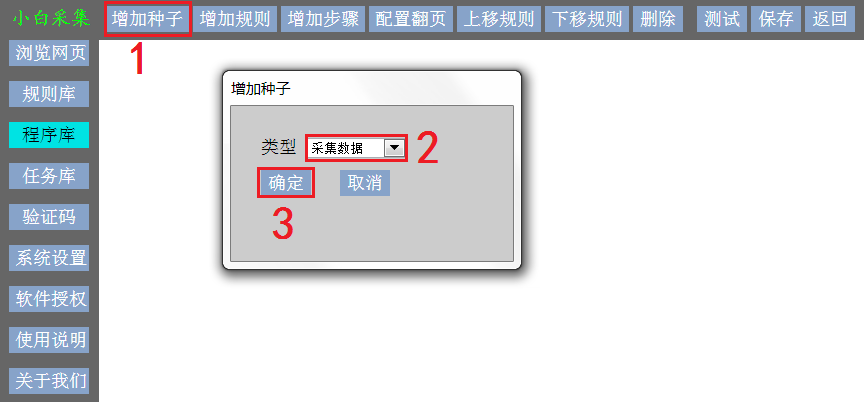 小白采集 增加种子 增加规则 增加步骤 配置翻页 上移规则 下移规则 删除 测试 保存 返回
1
浏览网页
规则库
程序库
任务库
验证码
系统设置
软件授权
使用说明
关于我们
增加种子
类型 采集数据 2
确定 取消
3